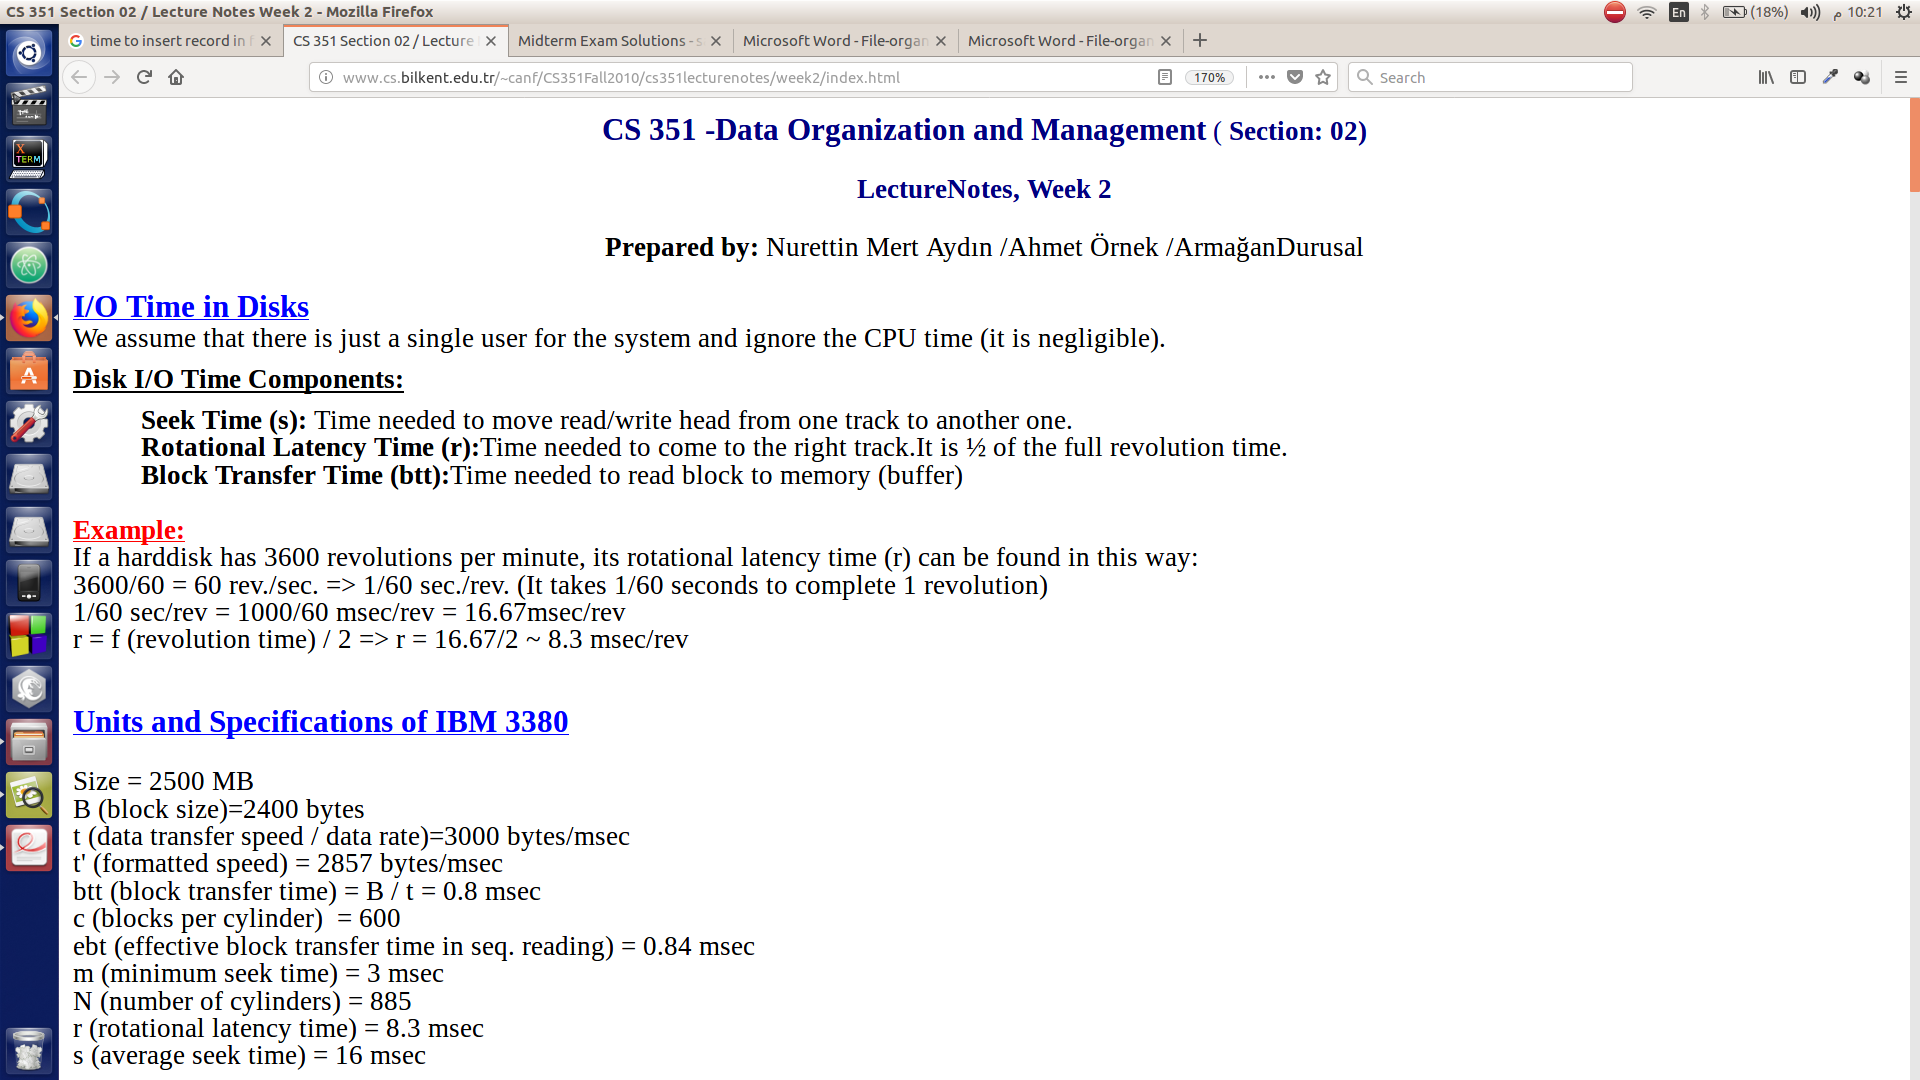 CS 351 Section 02 / Lecture Notes Week 2 - Mozilla Firefox
En (18%) 10:21 م
time to insert record in
CS 351 Section 02 / Lecture
Midterm Exam Solutions - s
Microsoft Word - File-organ
Microsoft Word - File-organ
www.cs.bilkent.edu.tr/~canf/CS351Fall2010/cs351lecturenotes/week2/index.html
170%
Search
X
TERM
CS 351 -Data Organization and Management ( Section: 02)
LectureNotes, Week 2
Prepared by: Nurettin Mert Aydın /Ahmet Örnek /ArmağanDurusal
I/O Time in Disks
We assume that there is just a single user for the system and ignore the CPU time (it is negligible).
Disk I/O Time Components:
Seek Time (s): Time needed to move read/write head from one track to another one.
Rotational Latency Time (r):Time needed to come to the right track.It is ½ of the full revolution time.
Block Transfer Time (btt):Time needed to read block to memory (buffer)
Example:
If a harddisk has 3600 revolutions per minute, its rotational latency time (r) can be found in this way:
3600/60 = 60 rev./sec. => 1/60 sec./rev. (It takes 1/60 seconds to complete 1 revolution)
1/60 sec/rev = 1000/60 msec/rev = 16.67msec/rev
r = f (revolution time) / 2 => r = 16.67/2 ~ 8.3 msec/rev
Units and Specifications of IBM 3380
Size = 2500 MB
B (block size)=2400 bytes
t (data transfer speed / data rate)=3000 bytes/msec
t' (formatted speed) = 2857 bytes/msec
btt (block transfer time) = B / t = 0.8 msec
c (blocks per cylinder)  = 600
ebt (effective block transfer time in seq. reading) = 0.84 msec
m (minimum seek time) = 3 msec
N (number of cylinders) = 885
r (rotational latency time) = 8.3 msec
s (average seek time) = 16 msec